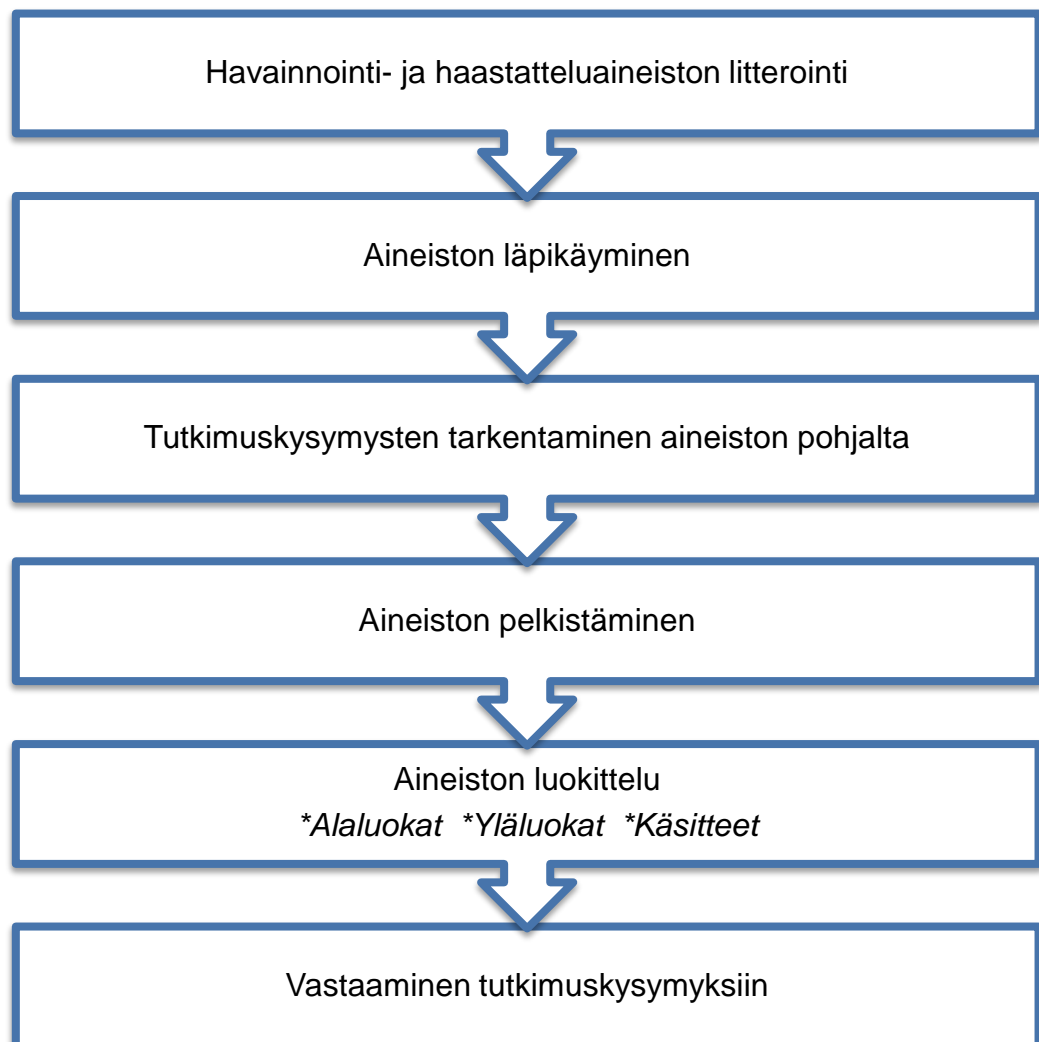 Havainnointi- ja haastatteluaineiston litterointi
Aineiston läpikäyminen
Tutkimuskysymysten tarkentaminen aineiston pohjalta
Aineiston pelkistäminen
Aineiston luokittelu
*Alaluokat *Yläluokat *Käsitteet
Vastaaminen tutkimuskysymyksiin